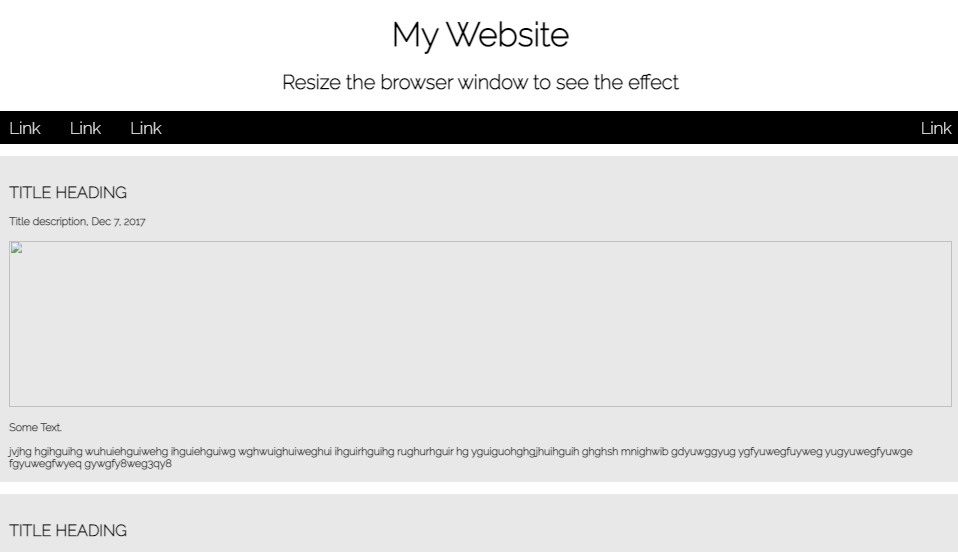 My Website
Resize the browser window to see the effect
Link Link Link Link
TITLE HEADING
Title description, Dec 7, 2017
Some Text.
jvjhg hgihguihg wuhuiehguiwehg ihguiehguiwg wghwuighuiweghui ihguirhguihg rughurhguir hg yguiguohghgjhuihguih ghghsh mnighwib gdyuwggyug ygfyuwegfuyweg yugyuwegfyuwge
fgyuwegfwyeq gywgfy8weg3qy8
TITLE HEADING